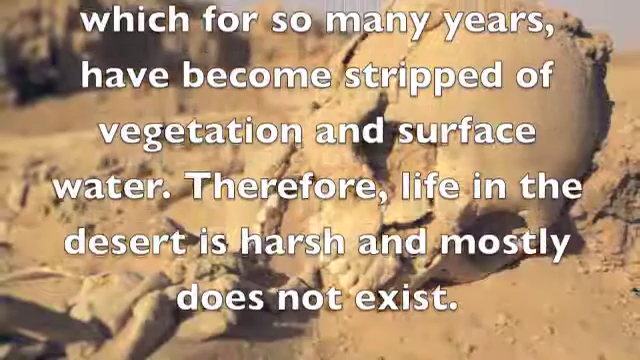 which for so many years,
have become stripped of
vegetation and surface
water. Therefore, life in the
desert is harsh and mostly
does not exist.